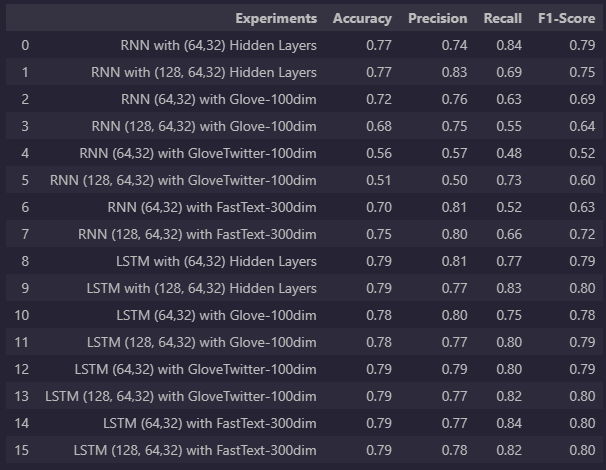 Experiments Accuracy Precision Recall F1-Score
0 RNN with (64,32) Hidden Layers 0.77 0.74 0.84 0.79
1 RNN with (128, 64,32) Hidden Layers 0.77 0.83 0.69 0.75
2 RNN (64,32) with Glove-100dim 0.72 0.76 0.63 0.69
3 RNN (128, 64,32) with Glove-100dim 0.68 0.75 0.55 0.64
4 RNN (64,32) with GloveTwitter-100dim 0.56 0.57 0.48 0.52
5 RNN (128, 64,32) with GloveTwitter-100dim 0.51 0.50 0.73 0.60
6 RNN (64,32) with FastText-300dim 0.70 0.81 0.52 0.63
7 RNN (128, 64,32) with FastText-300dim 0.75 0.80 0.66 0.72
8 LSTM with (64,32) Hidden Layers 0.79 0.81 0.77 0.79
9 LSTM with (128, 64,32) Hidden Layers 0.79 0.77 0.83 0.80
10 LSTM (64,32) with Glove-100dim 0.78 0.80 0.75 0.78
11 LSTM (128, 64,32) with Glove-100dim 0.78 0.77 0.80 0.79
12 LSTM (64,32) with GloveTwitter-100dim 0.79 0.79 0.80 0.79
13 LSTM (128, 64,32) with GloveTwitter-100dim 0.79 0.77 0.82 0.80
14 LSTM (64,32) with FastText-300dim 0.79 0.77 0.84 0.80
15 LSTM (128, 64,32) with FastText-300dim 0.79 0.78 0.82 0.80